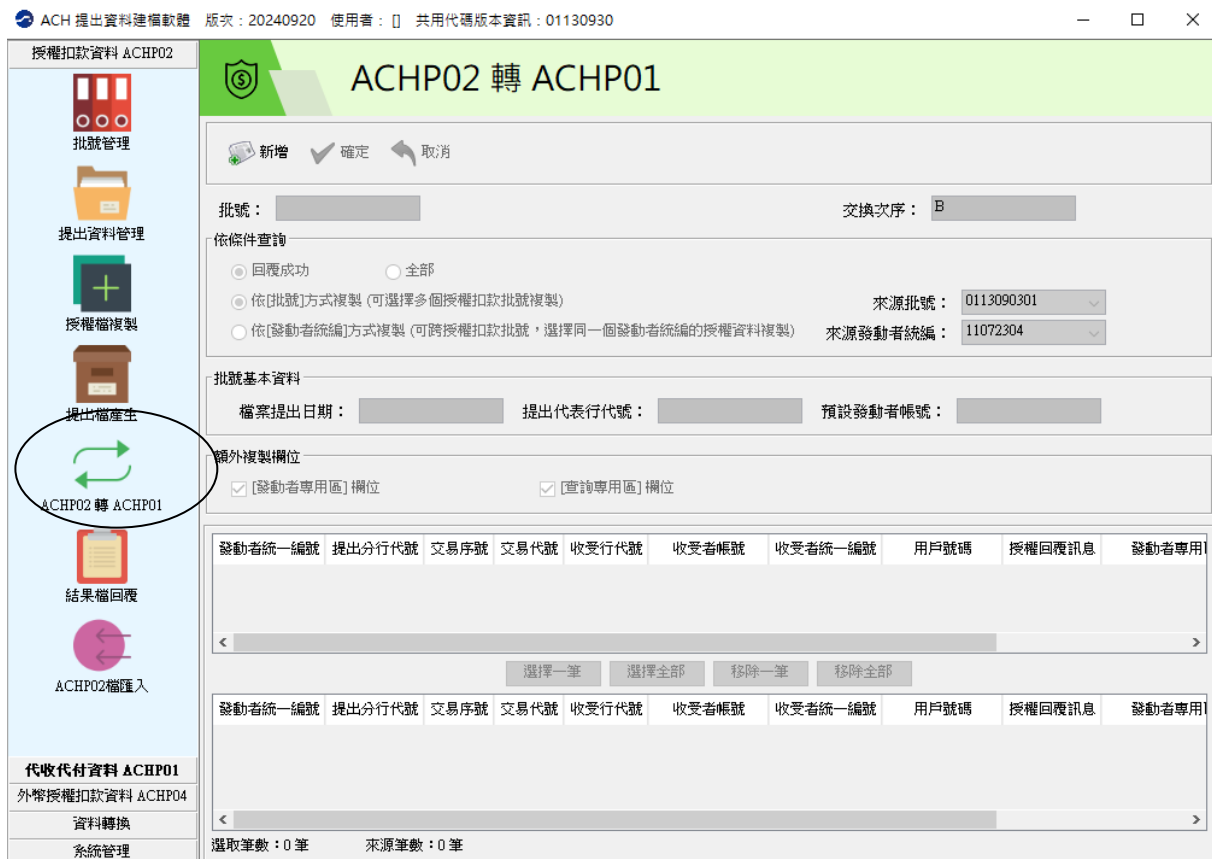 ACH 提出資料建檔軟體 版次：20240920 使用者： [] 共用代碼版本資訊：01130930
授權扣款資料 ACHP02
批號管理
提出資料管理
授權檔複製
提出檔產生
ACHP02 轉 ACHP01
結果檔回覆
ACHP02檔匯入
代收代付資料 ACHP01
外幣授權扣款資料 ACHP04
資料轉換
系統管理
ACHP02 轉 ACHP01
新增 確定 取消
批號： 交換次序： B
依條件查詢
回覆成功 全部
依[批號]方式複製 (可選擇多個授權扣款批號複製) 來源批號： 0113090301
依[發動者統編]方式複製 (可跨授權扣款批號，選擇同一個發動者統編的授權資料複製) 來源發動者統編： 11072304
批號基本資料
檔案提出日期： 提出代表行代號： 預設發動者帳號：
額外複製欄位
[發動者專用區] 欄位 [查詢專用區] 欄位
發動者統一編號 提出分行代號 交易序號 交易代號 收受行代號 收受者帳號 收受者統一編號 用戶號碼 授權回覆訊息 發動者專用
選擇一筆 選擇全部 移除一筆 移除全部
發動者統一編號 提出分行代號 交易序號 交易代號 收受行代號 收受者帳號 收受者統一編號 用戶號碼 授權回覆訊息 發動者專用
選取筆數：0 筆 來源筆數：0 筆